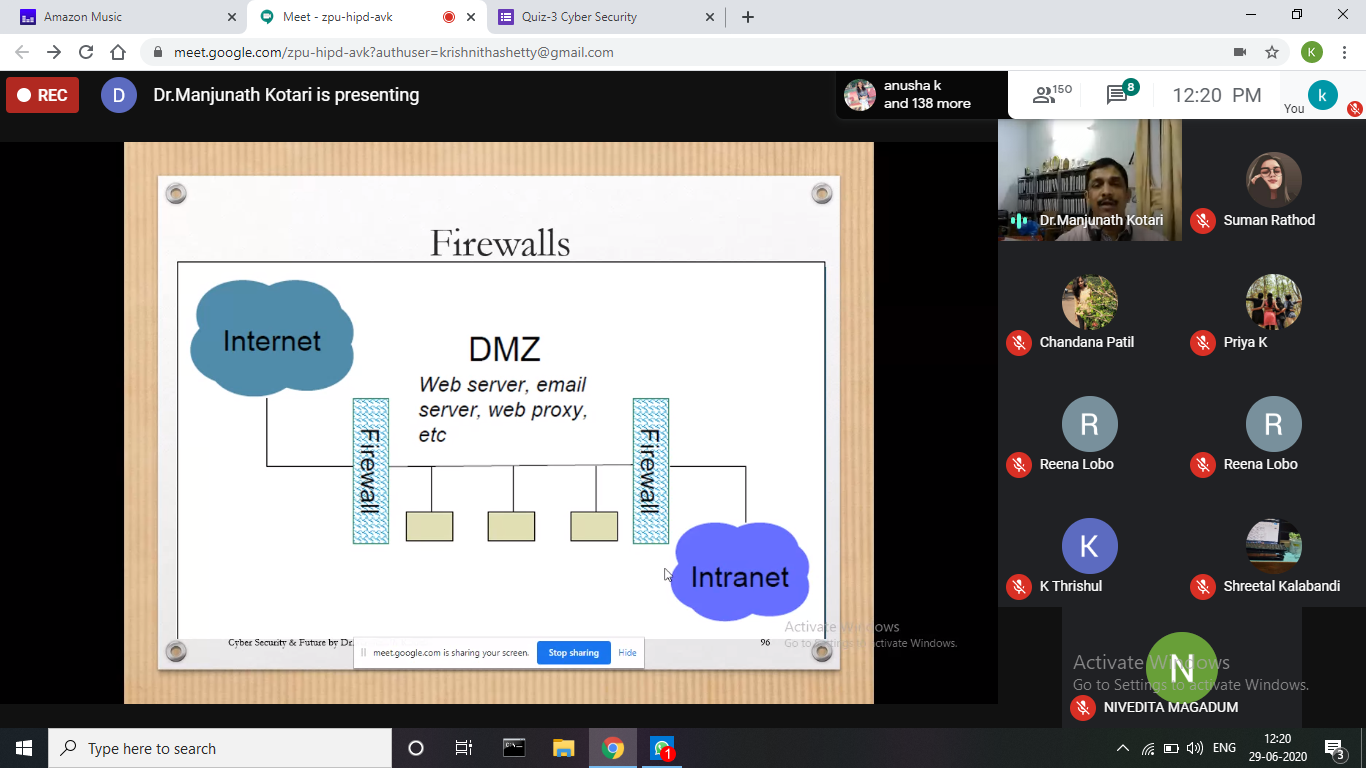 Amazon Music
Meet - zpu-hipd-avk
Quiz-3 Cyber Security
meet.google.com/zpu-hipd-avk?authuser=krishnithashetty@gmail.com
K
REC
D
Dr.Manjunath Kotari is presenting
anusha k
and 138 more
150
8
12:20 PM
You
k
Firewalls
Internet
DMZ
Web server, email
server, web proxy,
etc
Firewall
Firewall
Intranet
Cyber Security & Future by Dr.
96
meet.google.com is sharing your screen.
Stop sharing
Hide
Activate Windows
Go to Settings to activate Windows.
Dr.Manjunath Kotari
Suman Rathod
Chandana Patil
Priya K
R
Reena Lobo
R
Reena Lobo
K
K Thrishul
Shreetal Kalabandi
N
Activate Windows
Go to Settings to activate Windows.
NIVEDITA MAGADUM
Type here to search
1
ENG
12:20
29-06-2020
3